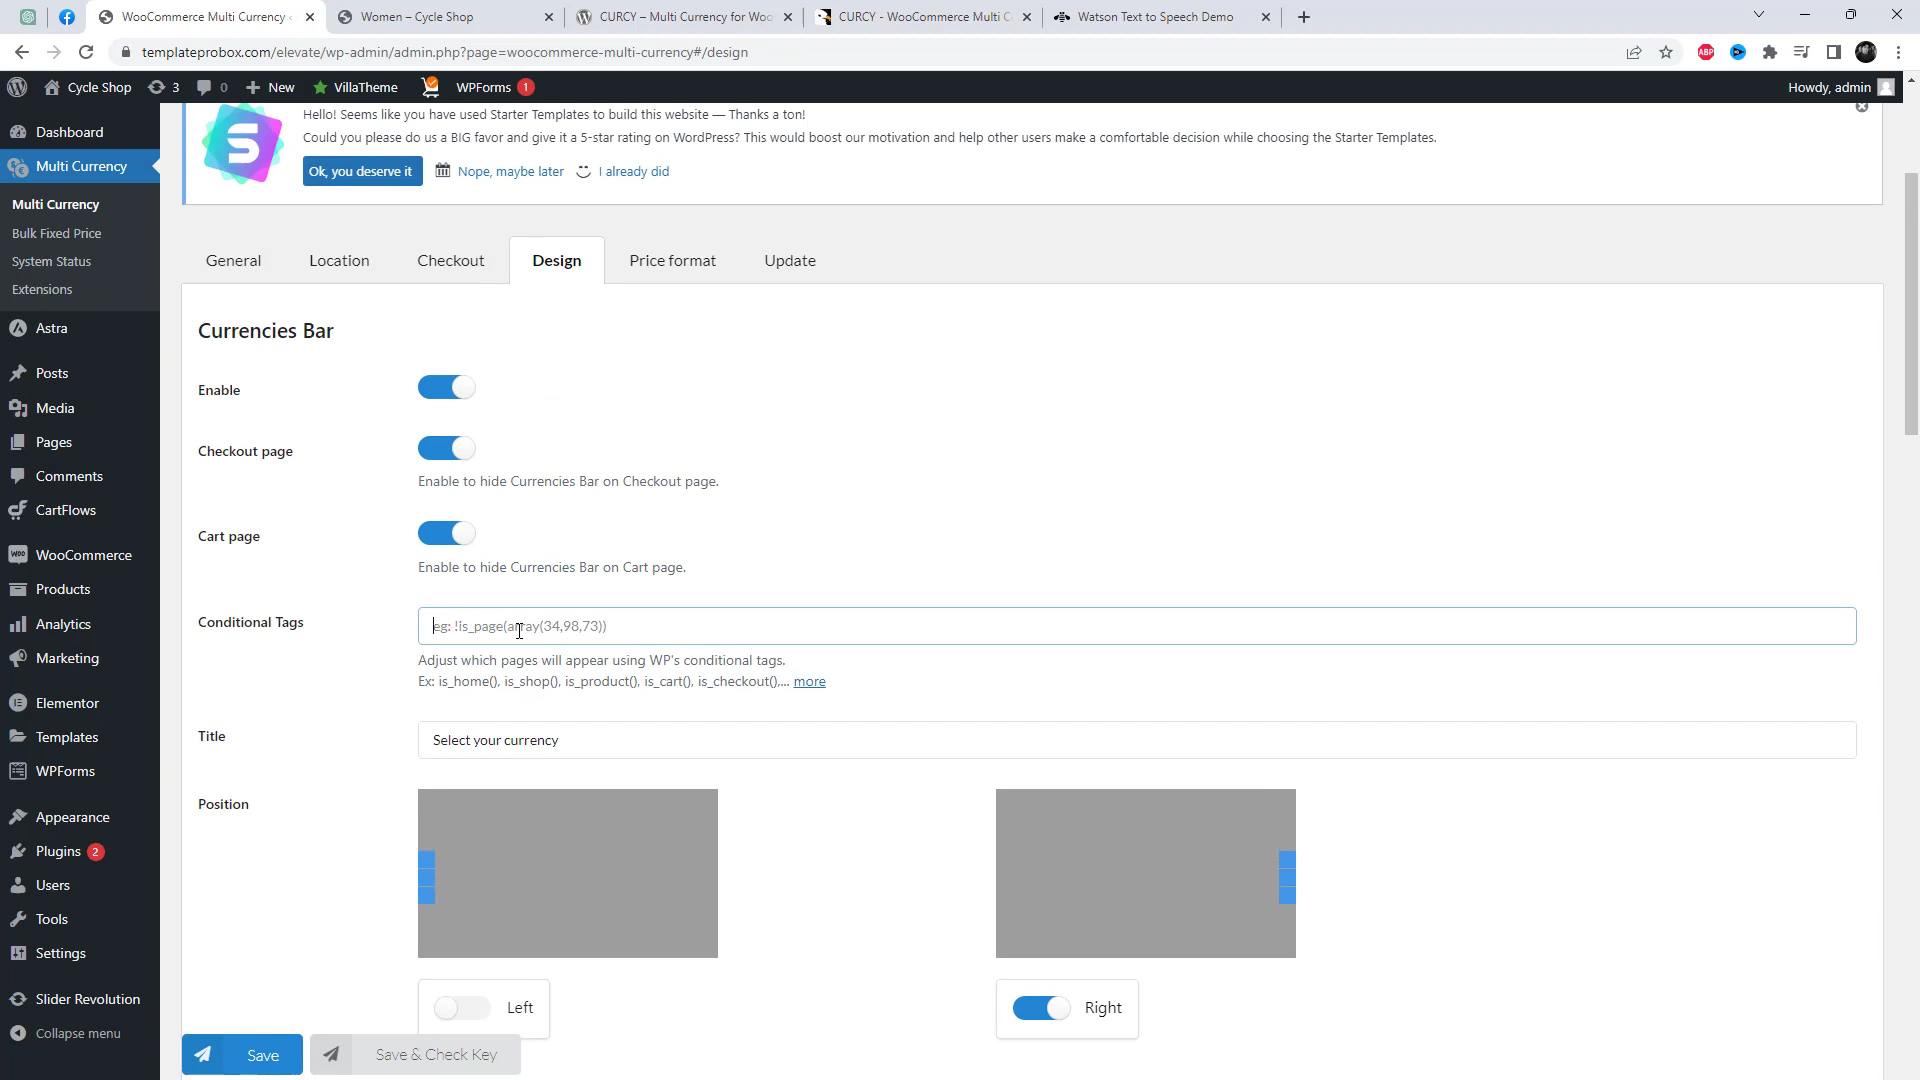 WooCommerce Multi Currency
Women – Cycle Shop
CURCY – Multi Currency for Woo
CURCY - WooCommerce Multi C
Watson Text to Speech Demo
templateprobox.com/elevate/wp-admin/admin.php?page=woocommerce-multi-currency#/design
ABP
Cycle Shop
3
0
New
VillaTheme
WPForms 1
Howdy, admin
Dashboard
Multi Currency
Multi Currency
Bulk Fixed Price
System Status
Extensions
Astra
Posts
Media
Pages
Comments
CartFlows
WooCommerce
Products
Analytics
Marketing
Elementor
Templates
WPForms
Appearance
Plugins 2
Users
Tools
Settings
Slider Revolution
Collapse menu
Hello! Seems like you have used Starter Templates to build this website — Thanks a ton!
Could you please do us a BIG favor and give it a 5-star rating on WordPress? This would boost our motivation and help other users make a comfortable decision while choosing the Starter Templates.
Ok, you deserve it
Nope, maybe later
I already did
General
Location
Checkout
Design
Price format
Update
Currencies Bar
Enable
Checkout page
Enable to hide Currencies Bar on Checkout page.
Cart page
Enable to hide Currencies Bar on Cart page.
Conditional Tags
eg: !is_page(array(34,98,73))
Adjust which pages will appear using WP's conditional tags.
Ex: is_home(), is_shop(), is_product(), is_cart(), is_checkout(),... more
Title
Select your currency
Position
Left
Right
Save
Save & Check Key